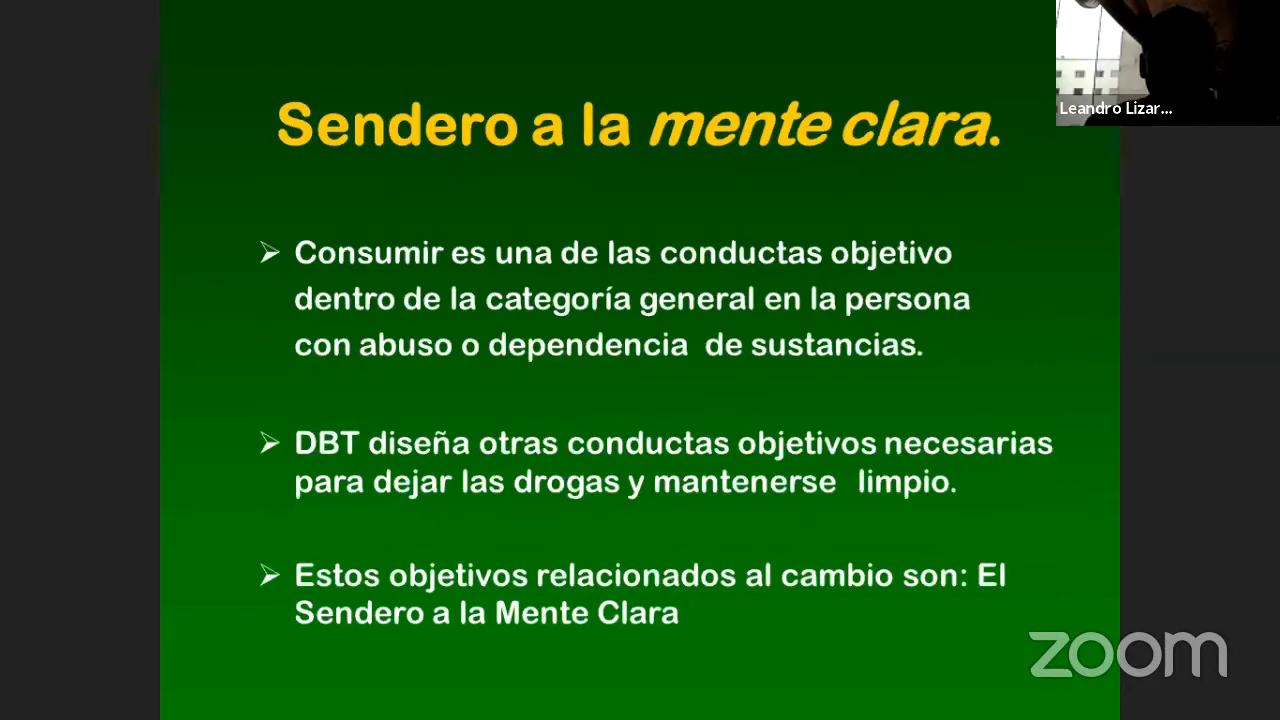 Leandro Lizar...
Sendero a la mente clara.
Consumir es una de las conductas objetivo
dentro de la categoría general en la persona
con abuso o dependencia de sustancias.
DBT diseña otras conductas objetivos necesarias
para dejar las drogas y mantenerse limpio.
Estos objetivos relacionados al cambio son: El
Sendero a la Mente Clara
zoom